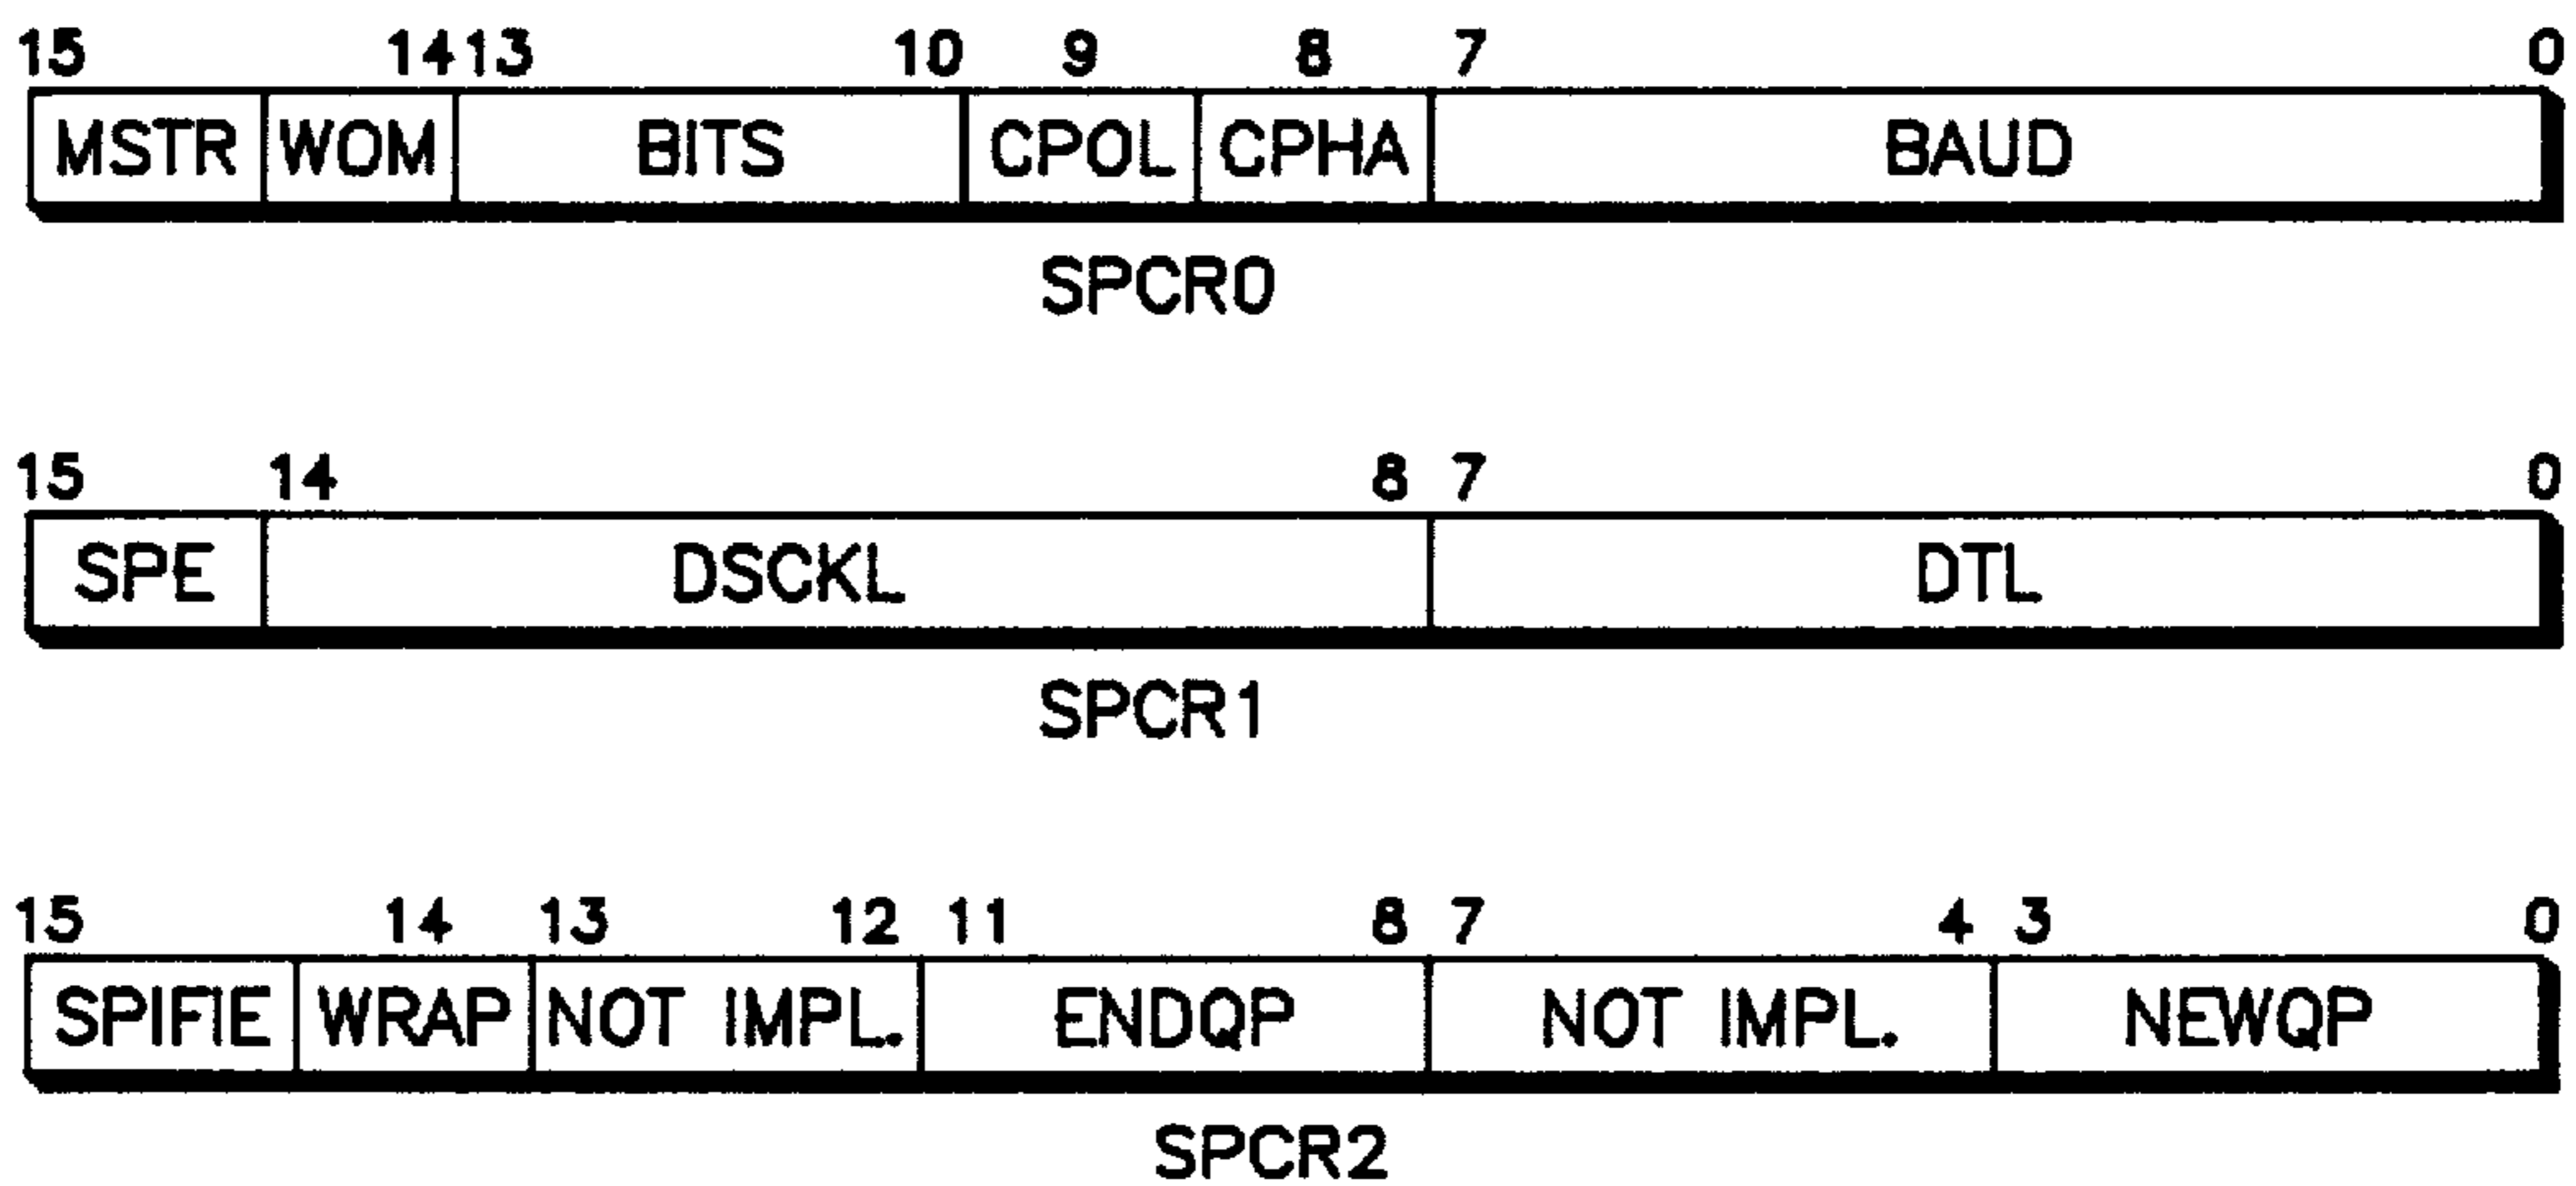 15 14 13 10 9 8 7 0
MSTR WOM BITS CPOL CPHA BAUD
SPCR0
15 14 8 7 0
SPE DSCKL DTL
SPCR1
15 14 13 12 11 8 7 4 3 0
SPIFIE WRAP NOT IMPL. ENDQP NOT IMPL. NEWQP
SPCR2